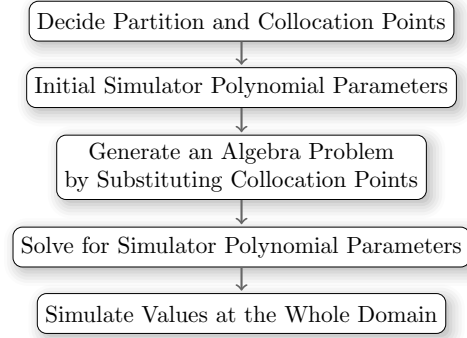 Decide Partition and Collocation Points
Initial Simulator Polynomial Parameters
Generate an Algebra Problem
by Substituting Collocation Points
Solve for Simulator Polynomial Parameters
Simulate Values at the Whole Domain